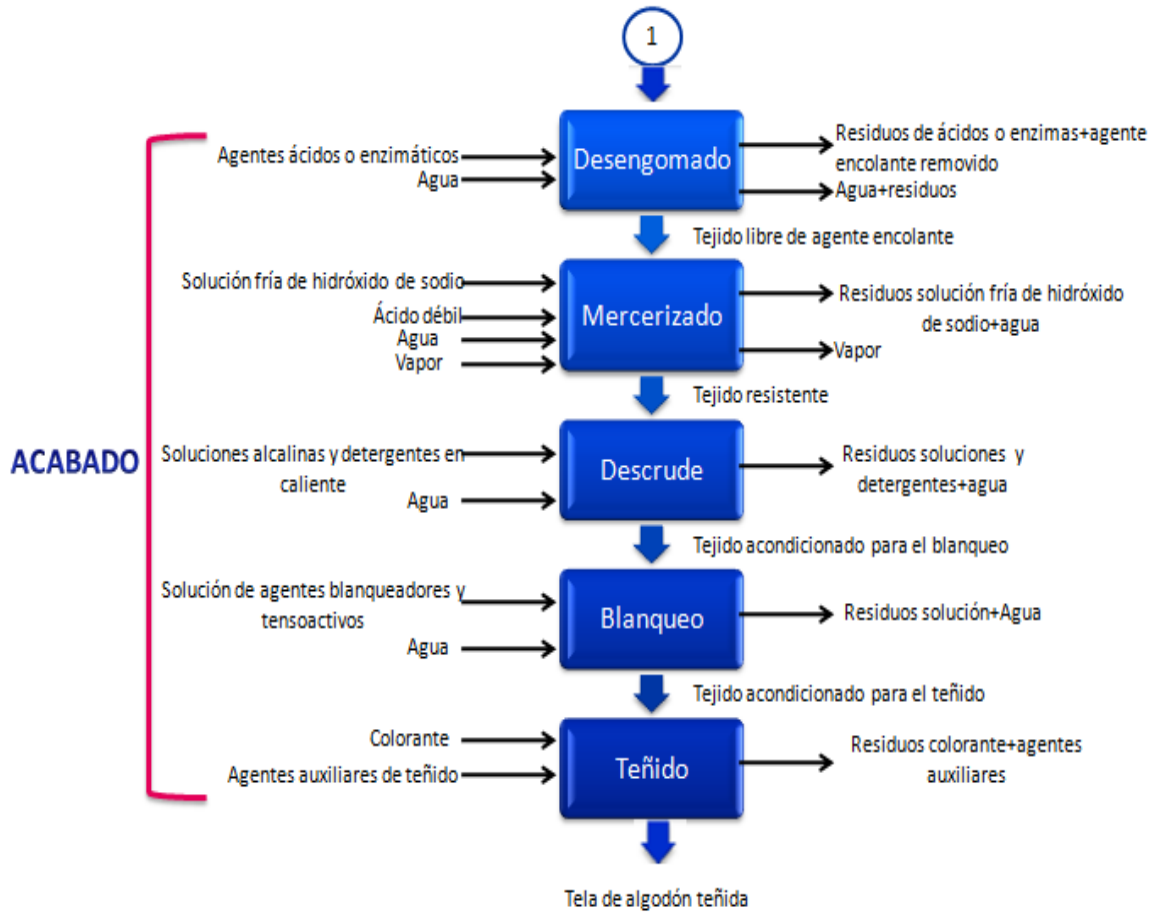 1
Agentes ácidos o enzimáticos
Agua
Desengomado
Residuos de ácidos o enzimas+agente
encolante removido
Agua+residuos
Tejido libre de agente encolante
Solución fría de hidróxido de sodio
Ácido débil
Agua
Vapor
Mercerizado
Residuos solución fría de hidróxido
de sodio+agua
Vapor
Tejido resistente
ACABADO
Soluciones alcalinas y detergentes en
caliente
Agua
Descrude
Residuos soluciones y
detergentes+agua
Tejido acondicionado para el blanqueo
Solución de agentes blanqueadores y
tensoactivos
Agua
Blanqueo
Residuos solución+Agua
Tejido acondicionado para el teñido
Colorante
Agentes auxiliares de teñido
Teñido
Residuos colorante+agentes
auxiliares
Tela de algodón teñida